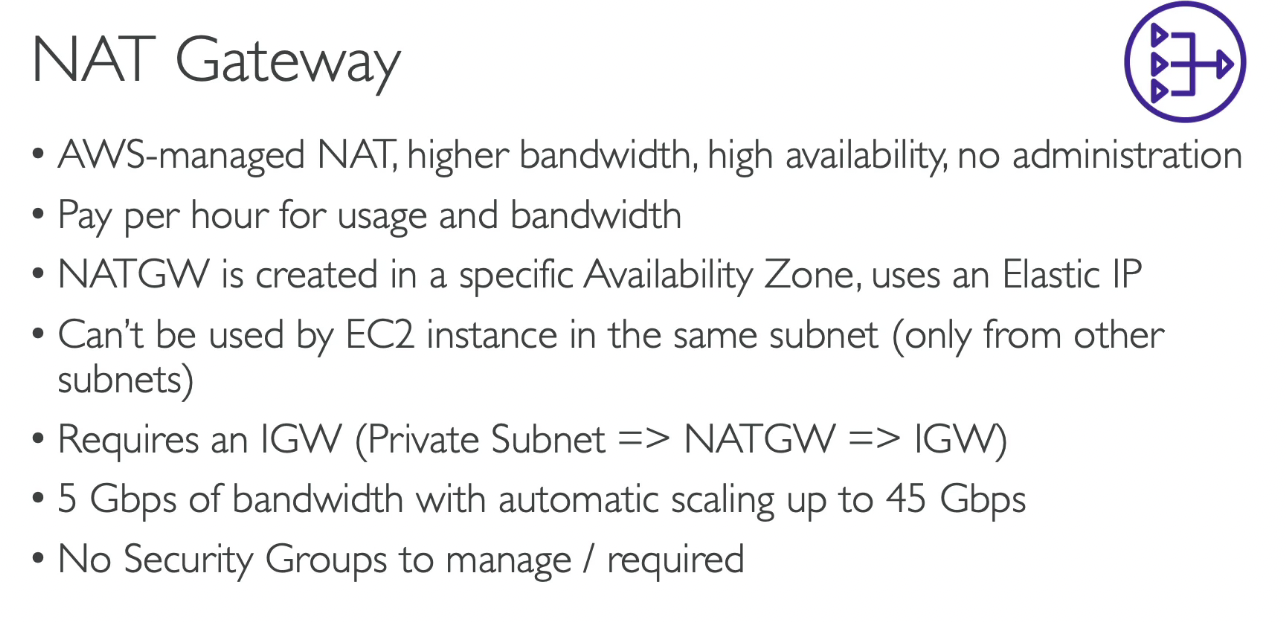 NAT Gateway
• AWS-managed NAT, higher bandwidth, high availability, no administration
• Pay per hour for usage and bandwidth
• NATGW is created in a specific Availability Zone, uses an Elastic IP
• Can’t be used by EC2 instance in the same subnet (only from other
subnets)
• Requires an IGW (Private Subnet => NATGW => IGW)
• 5 Gbps of bandwidth with automatic scaling up to 45 Gbps
• No Security Groups to manage / required